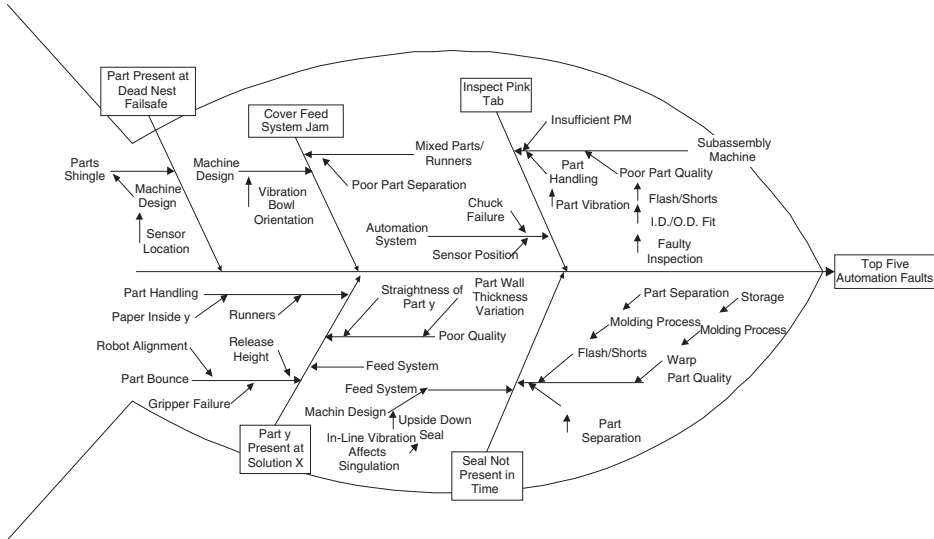 Part Present at
Dead Nest
Failsafe
Cover Feed
System Jam
Inspect Pink
Tab
Insufficient PM
Subassembly
Machine
Mixed Parts/
Runners
Parts
Shingle
Machine
Design
Machine
Design
Poor Part Separation
Part
Handling
Poor Part Quality
Vibration
Bowl
Orientation
Part Vibration
Flash/Shorts
Chuck
Failure
I.D./O.D. Fit
Automation
System
Sensor
Location
Sensor Position
Faulty
Inspection
Top Five
Automation Faults
Part Handling
Straightness of
Part y
Part Wall
Thickness
Variation
Part Separation
Storage
Paper Inside y
Runners
Molding Process
Molding Process
Robot Alignment
Release
Height
Poor Quality
Flash/Shorts
Warp
Feed System
Part Bounce
Feed System
Part Quality
Gripper Failure
Machin Design
Upside Down
Seal
In-Line Vibration
Affects
Singulation
Part
Separation
Part y
Present at
Solution X
Seal Not
Present in
Time